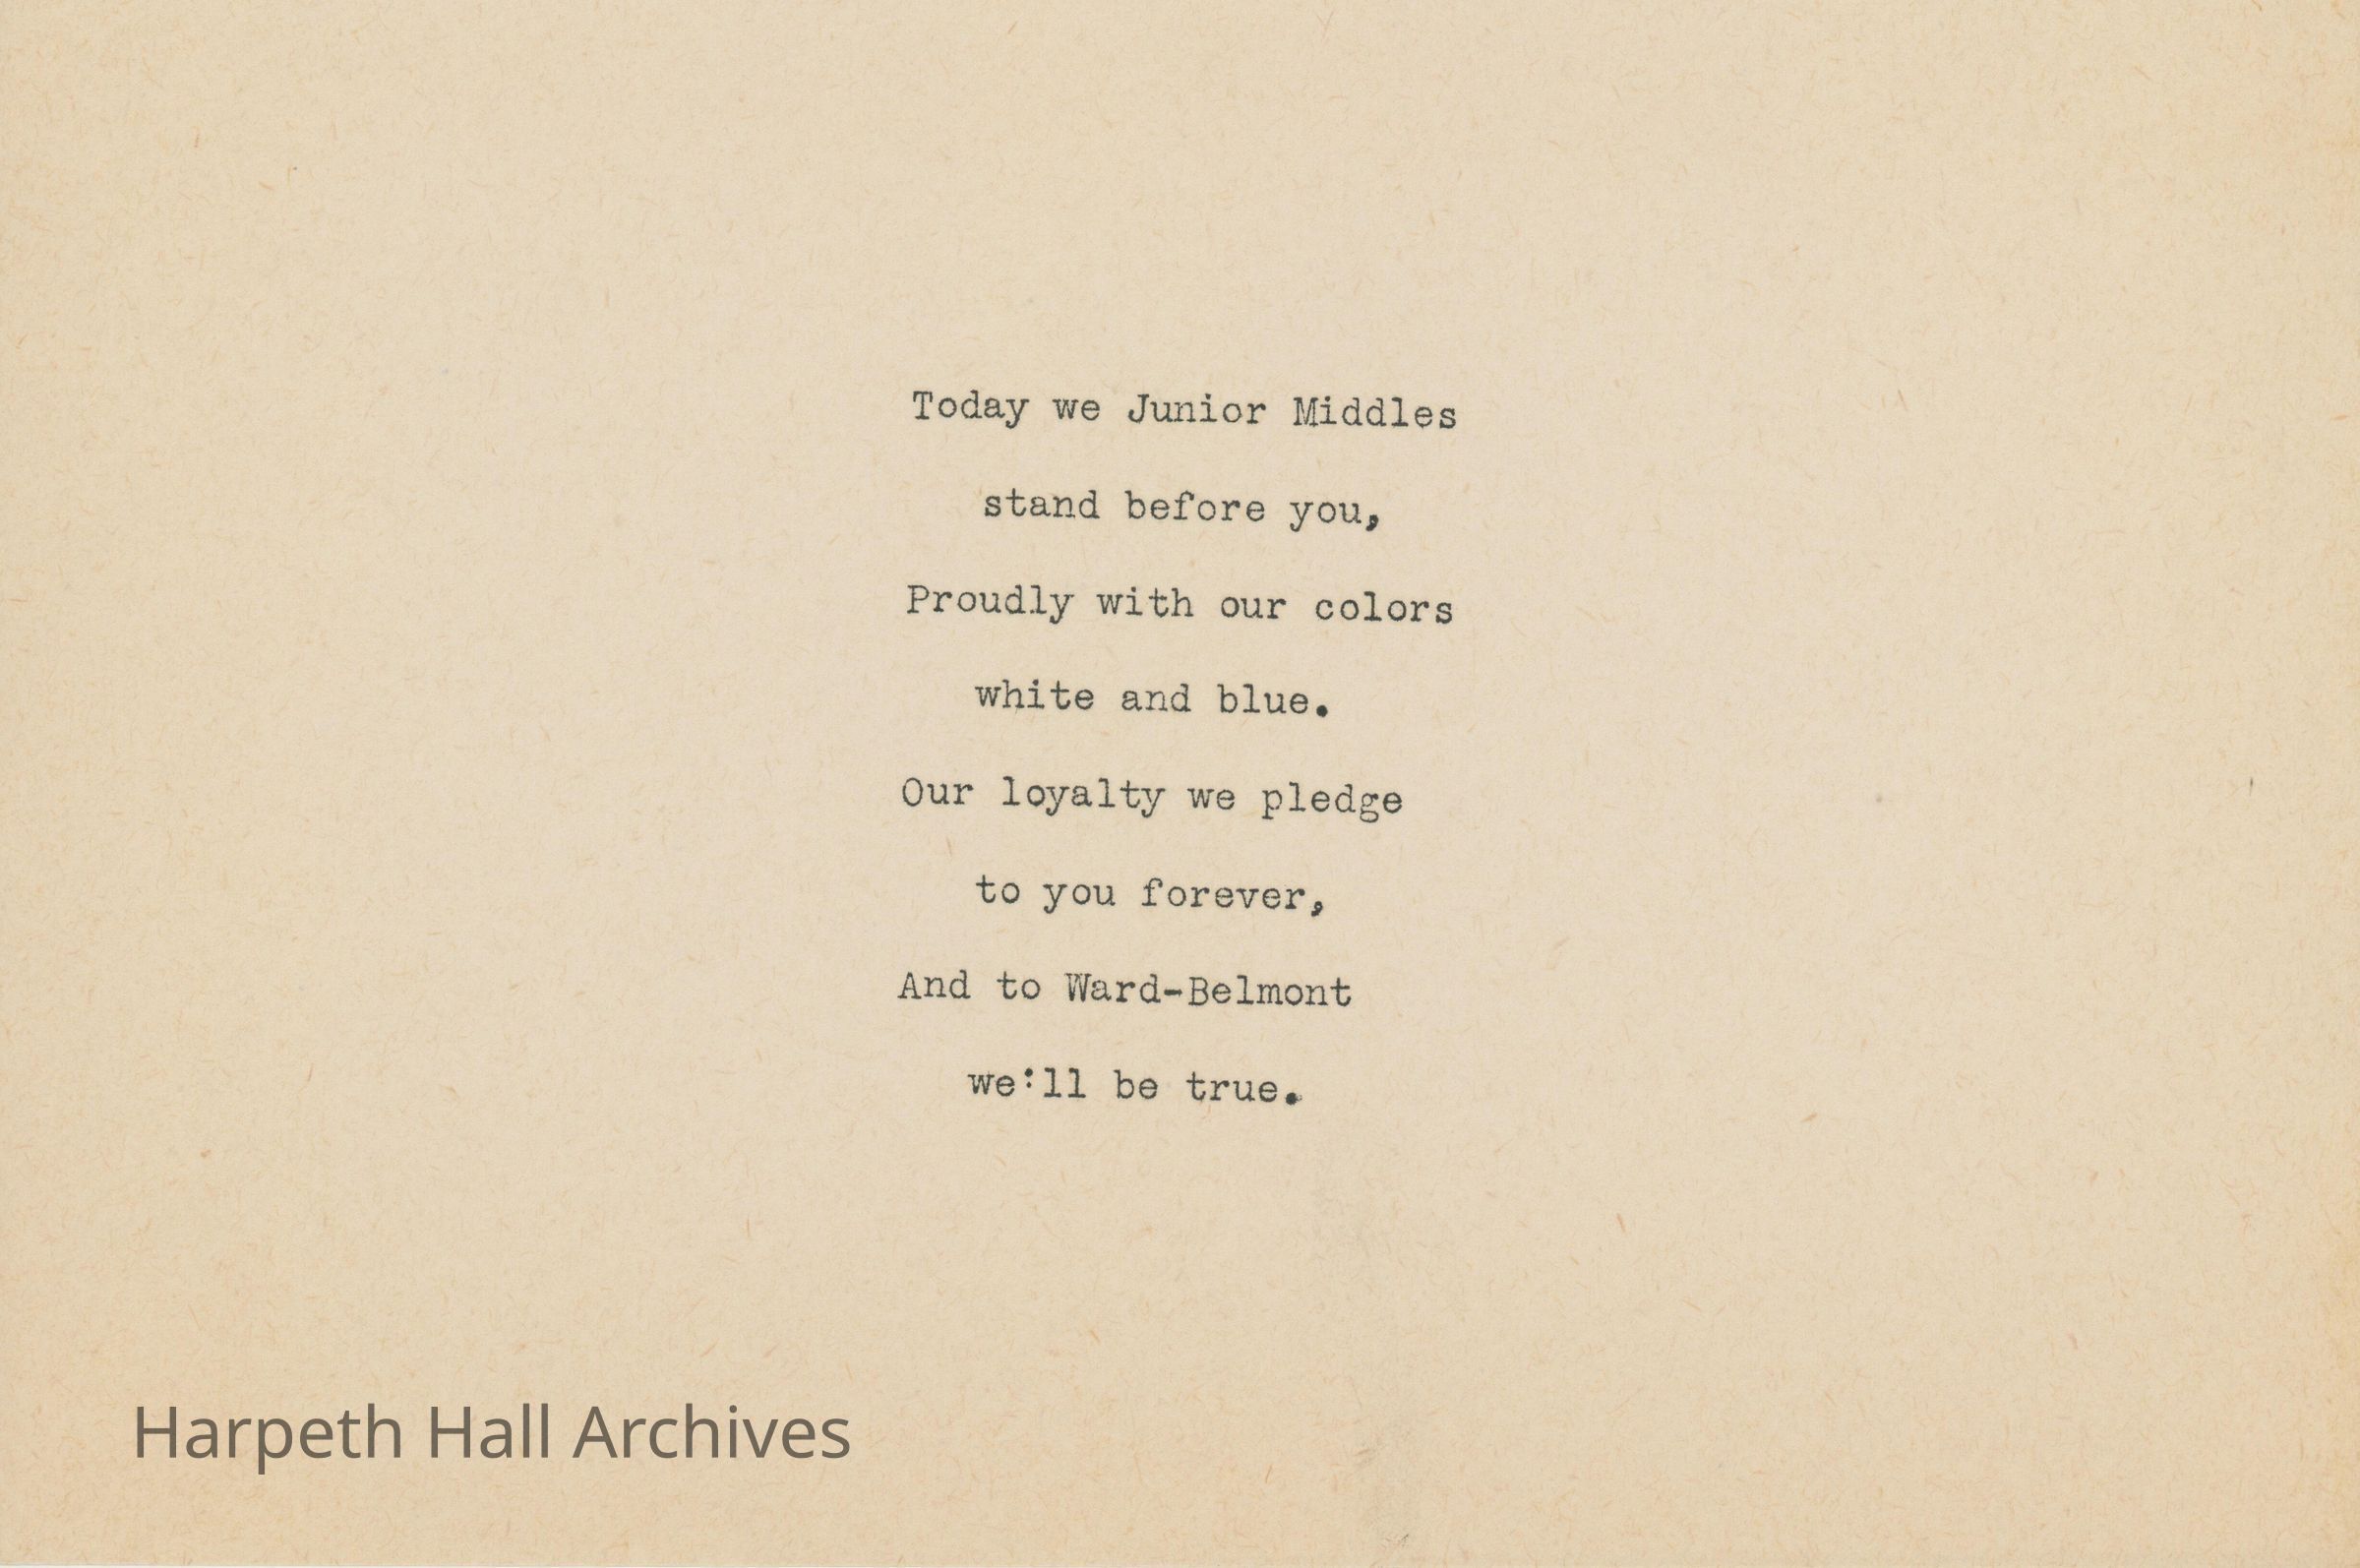 Today we Junior Middles
stand before you,
Proudly with our colors
white and blue.
Our loyalty we pledge
to you forever,
And to Ward-Belmont
we'll be true.
Harpeth Hall Archives